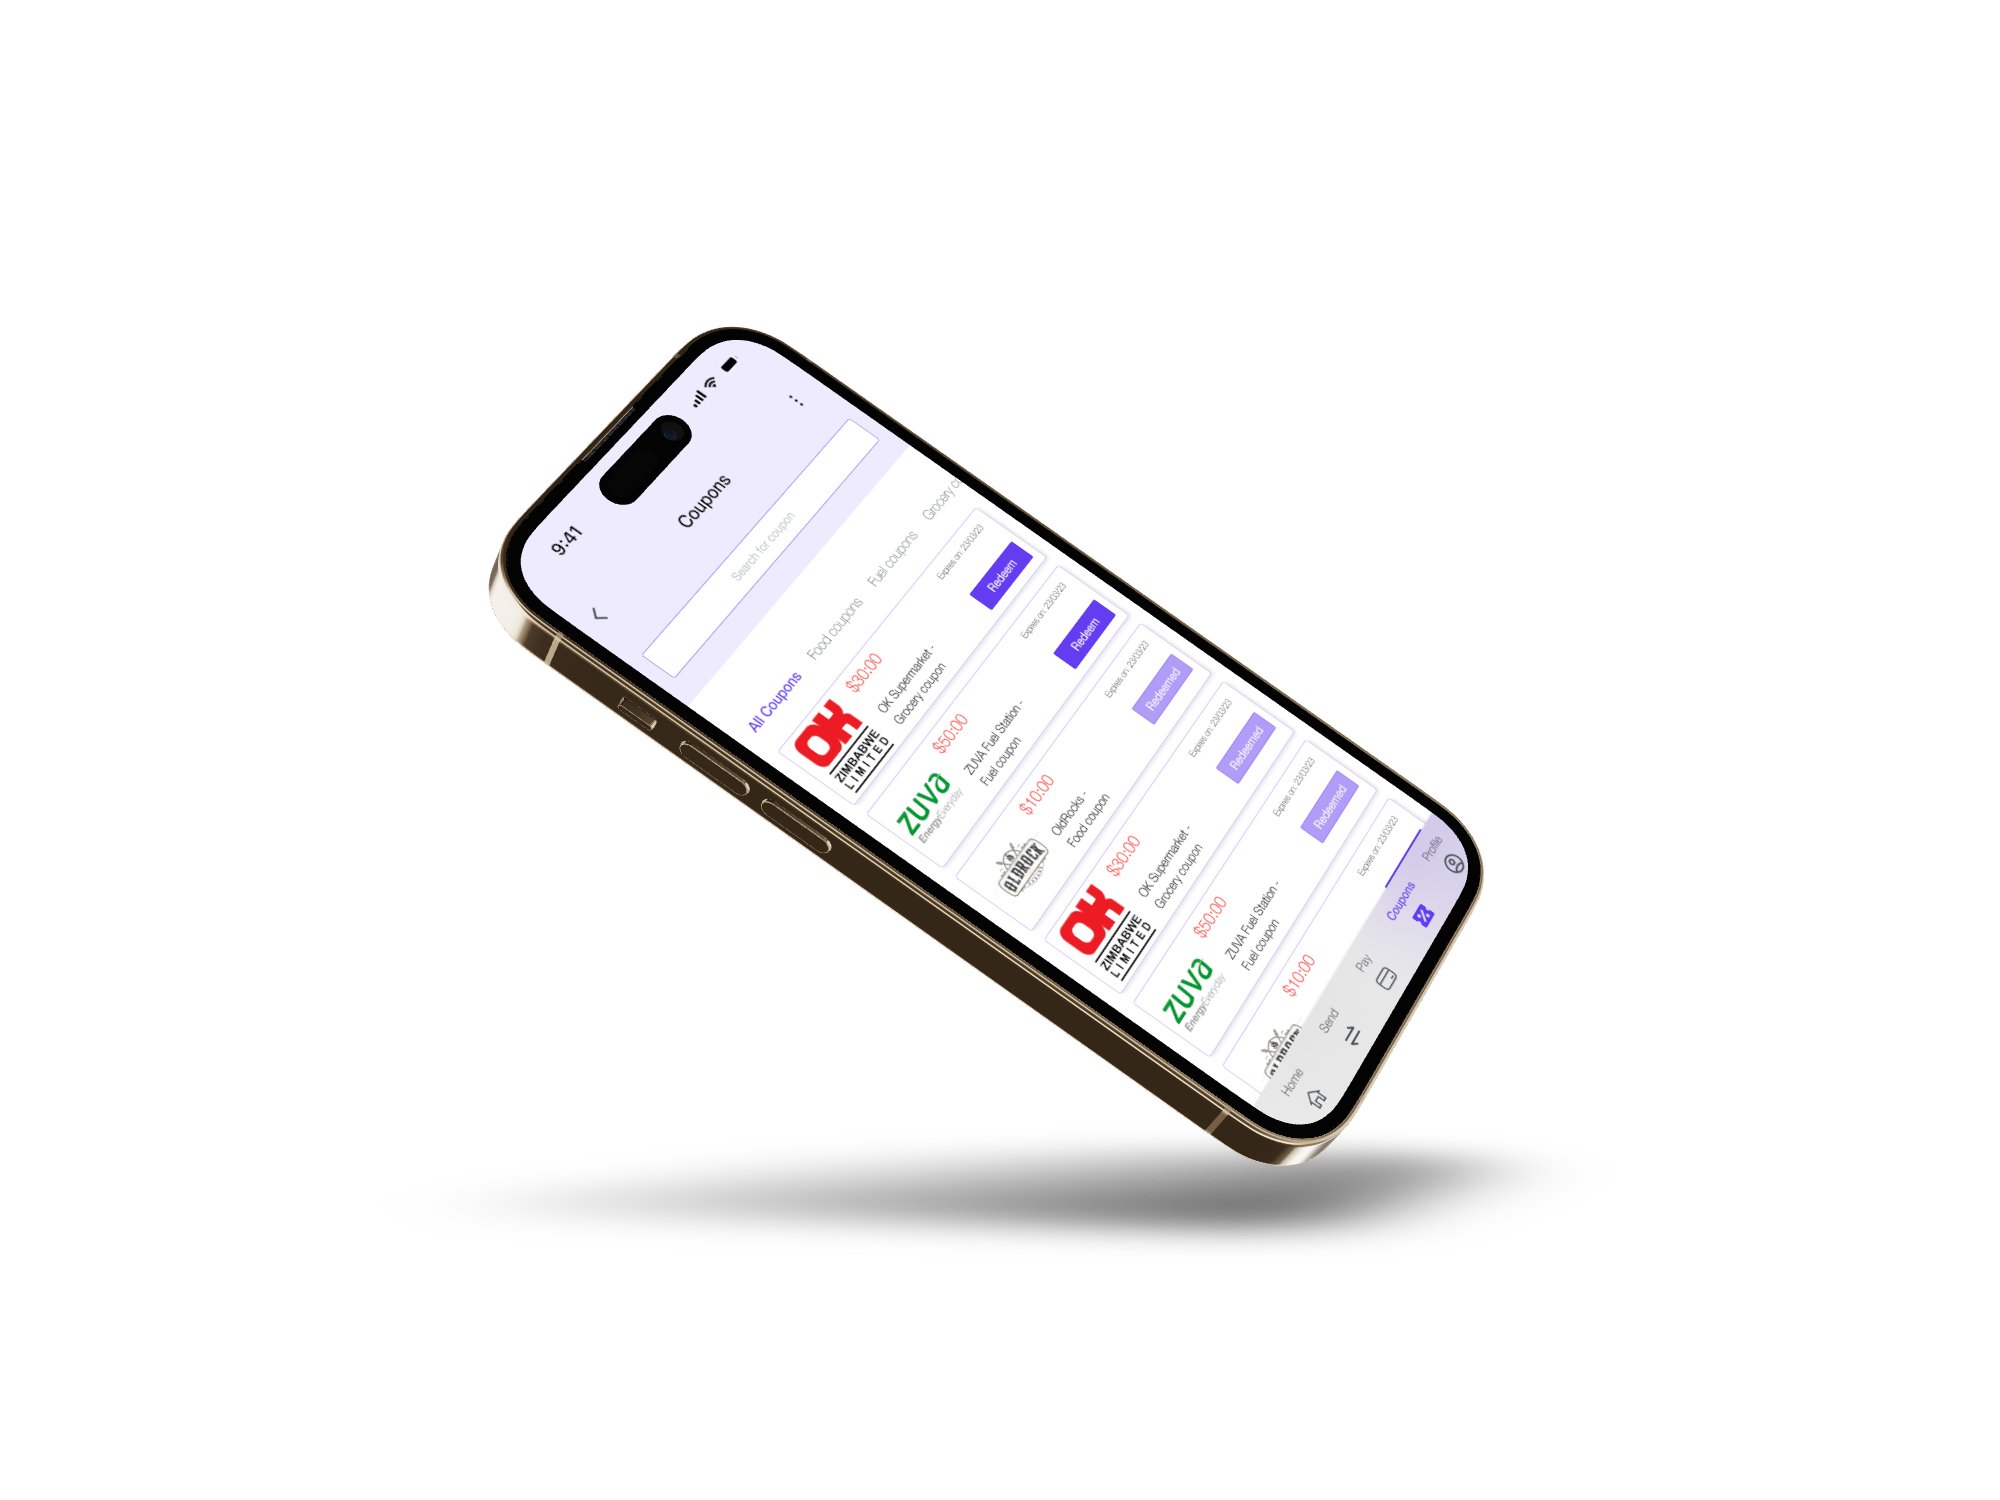 9:41
Coupons
Search for coupon
All Coupons
Food coupons
Fuel coupons
Grocery co
OK
ZIMBABWE
LIMITED
$30:00
OK Supermarket -
Grocery coupon
Expires on: 23/03/23
Redeem
zuva
EnergyEveryday
$50:00
ZUVA Fuel Station -
Fuel coupon
Expires on: 23/03/23
Redeem
OLDROCK
$10:00
OldRocks -
Food coupon
Expires on: 23/03/23
Redeemed
OK
ZIMBABWE
LIMITED
$30:00
OK Supermarket -
Grocery coupon
Expires on: 23/03/23
Redeemed
zuva
EnergyEveryday
$50:00
ZUVA Fuel Station -
Fuel coupon
Expires on: 23/03/23
Redeemed
OLDROCK
$10:00
Expires on: 23/03/23
Home
Send
Pay
Coupons
Profile